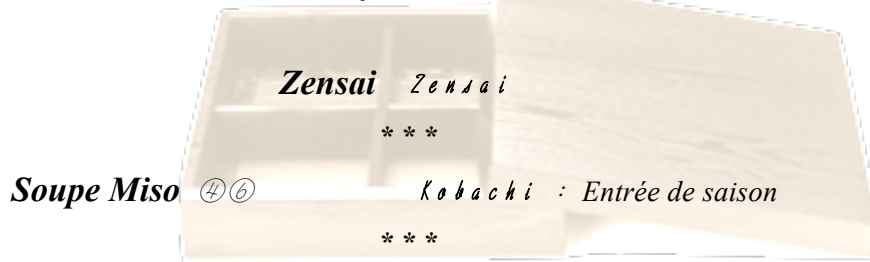 Zensai Zensai
***
Soupe Miso ④⑥ Kobachi : Entrée de saison
***